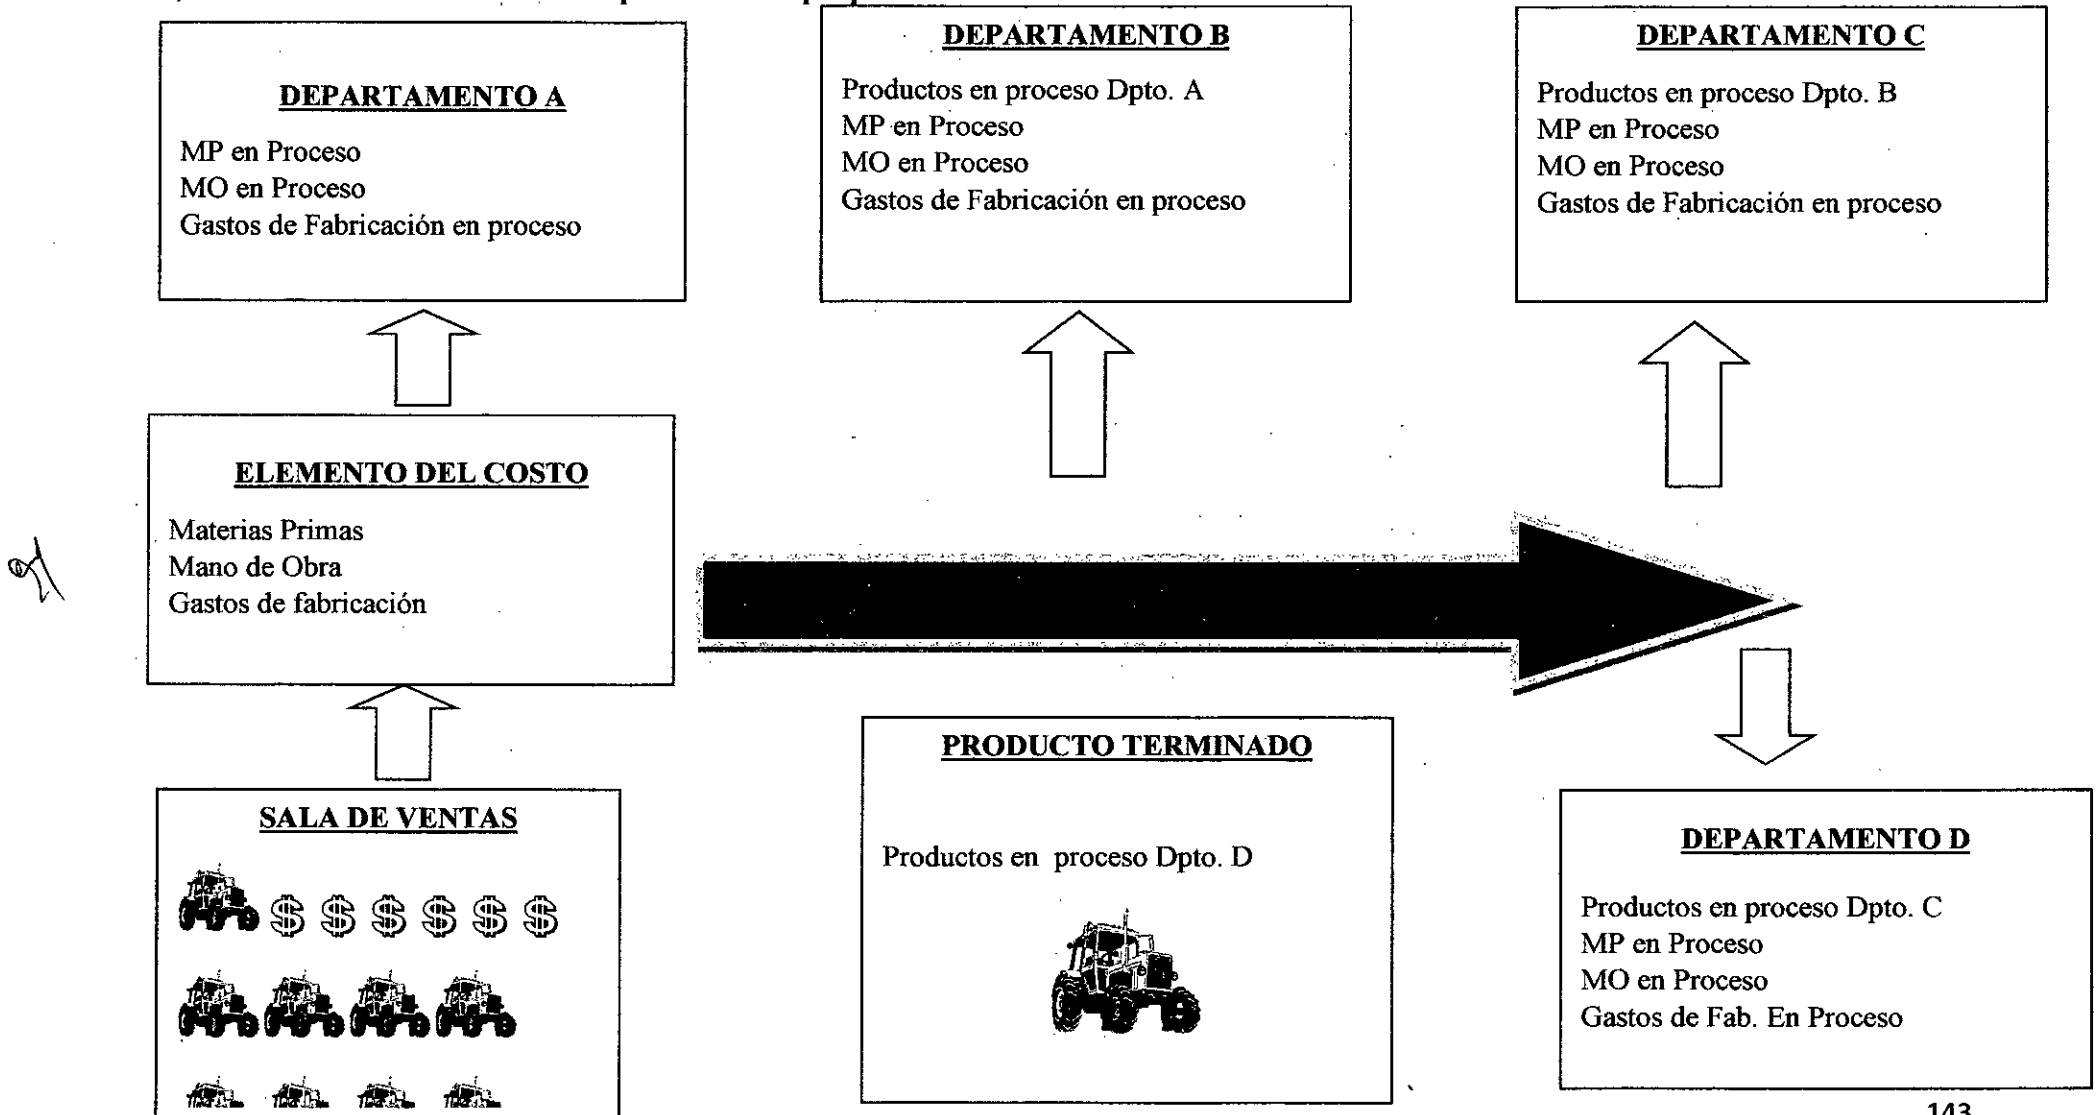 DEPARTAMENTO A
MP en Proceso
MO en Proceso
Gastos de Fabricación en proceso
DEPARTAMENTO B
Productos en proceso Dpto. A
MP en Proceso
MO en Proceso
Gastos de Fabricación en proceso
DEPARTAMENTO C
Productos en proceso Dpto. B
MP en Proceso
MO en Proceso
Gastos de Fabricación en proceso
ELEMENTO DEL COSTO
Materias Primas
Mano de Obra
Gastos de fabricación
SALA DE VENTAS
$ $ $ $ $ $
PRODUCTO TERMINADO
Productos en proceso Dpto. D
DEPARTAMENTO D
Productos en proceso Dpto. C
MP en Proceso
MO en Proceso
Gastos de Fab. En Proceso
143